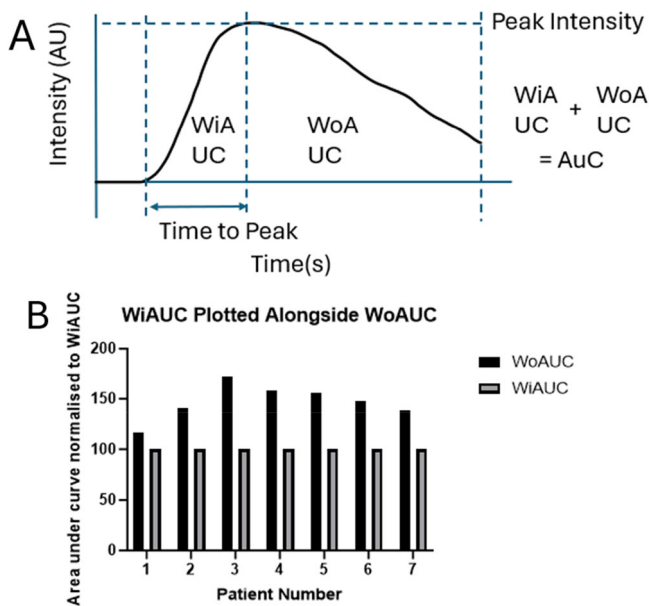 A
Intensity (AU)
Peak Intensity
WiA
UC
WoA
UC
WiA + WoA
UC UC
= AuC
Time to Peak
Time(s)
B
WiAUC Plotted Alongside WoAUC
Area under curve normalised to WiAUC
200
150
100
50
0
1 2 3 4 5 6 7
Patient Number
WoAUC
WiAUC